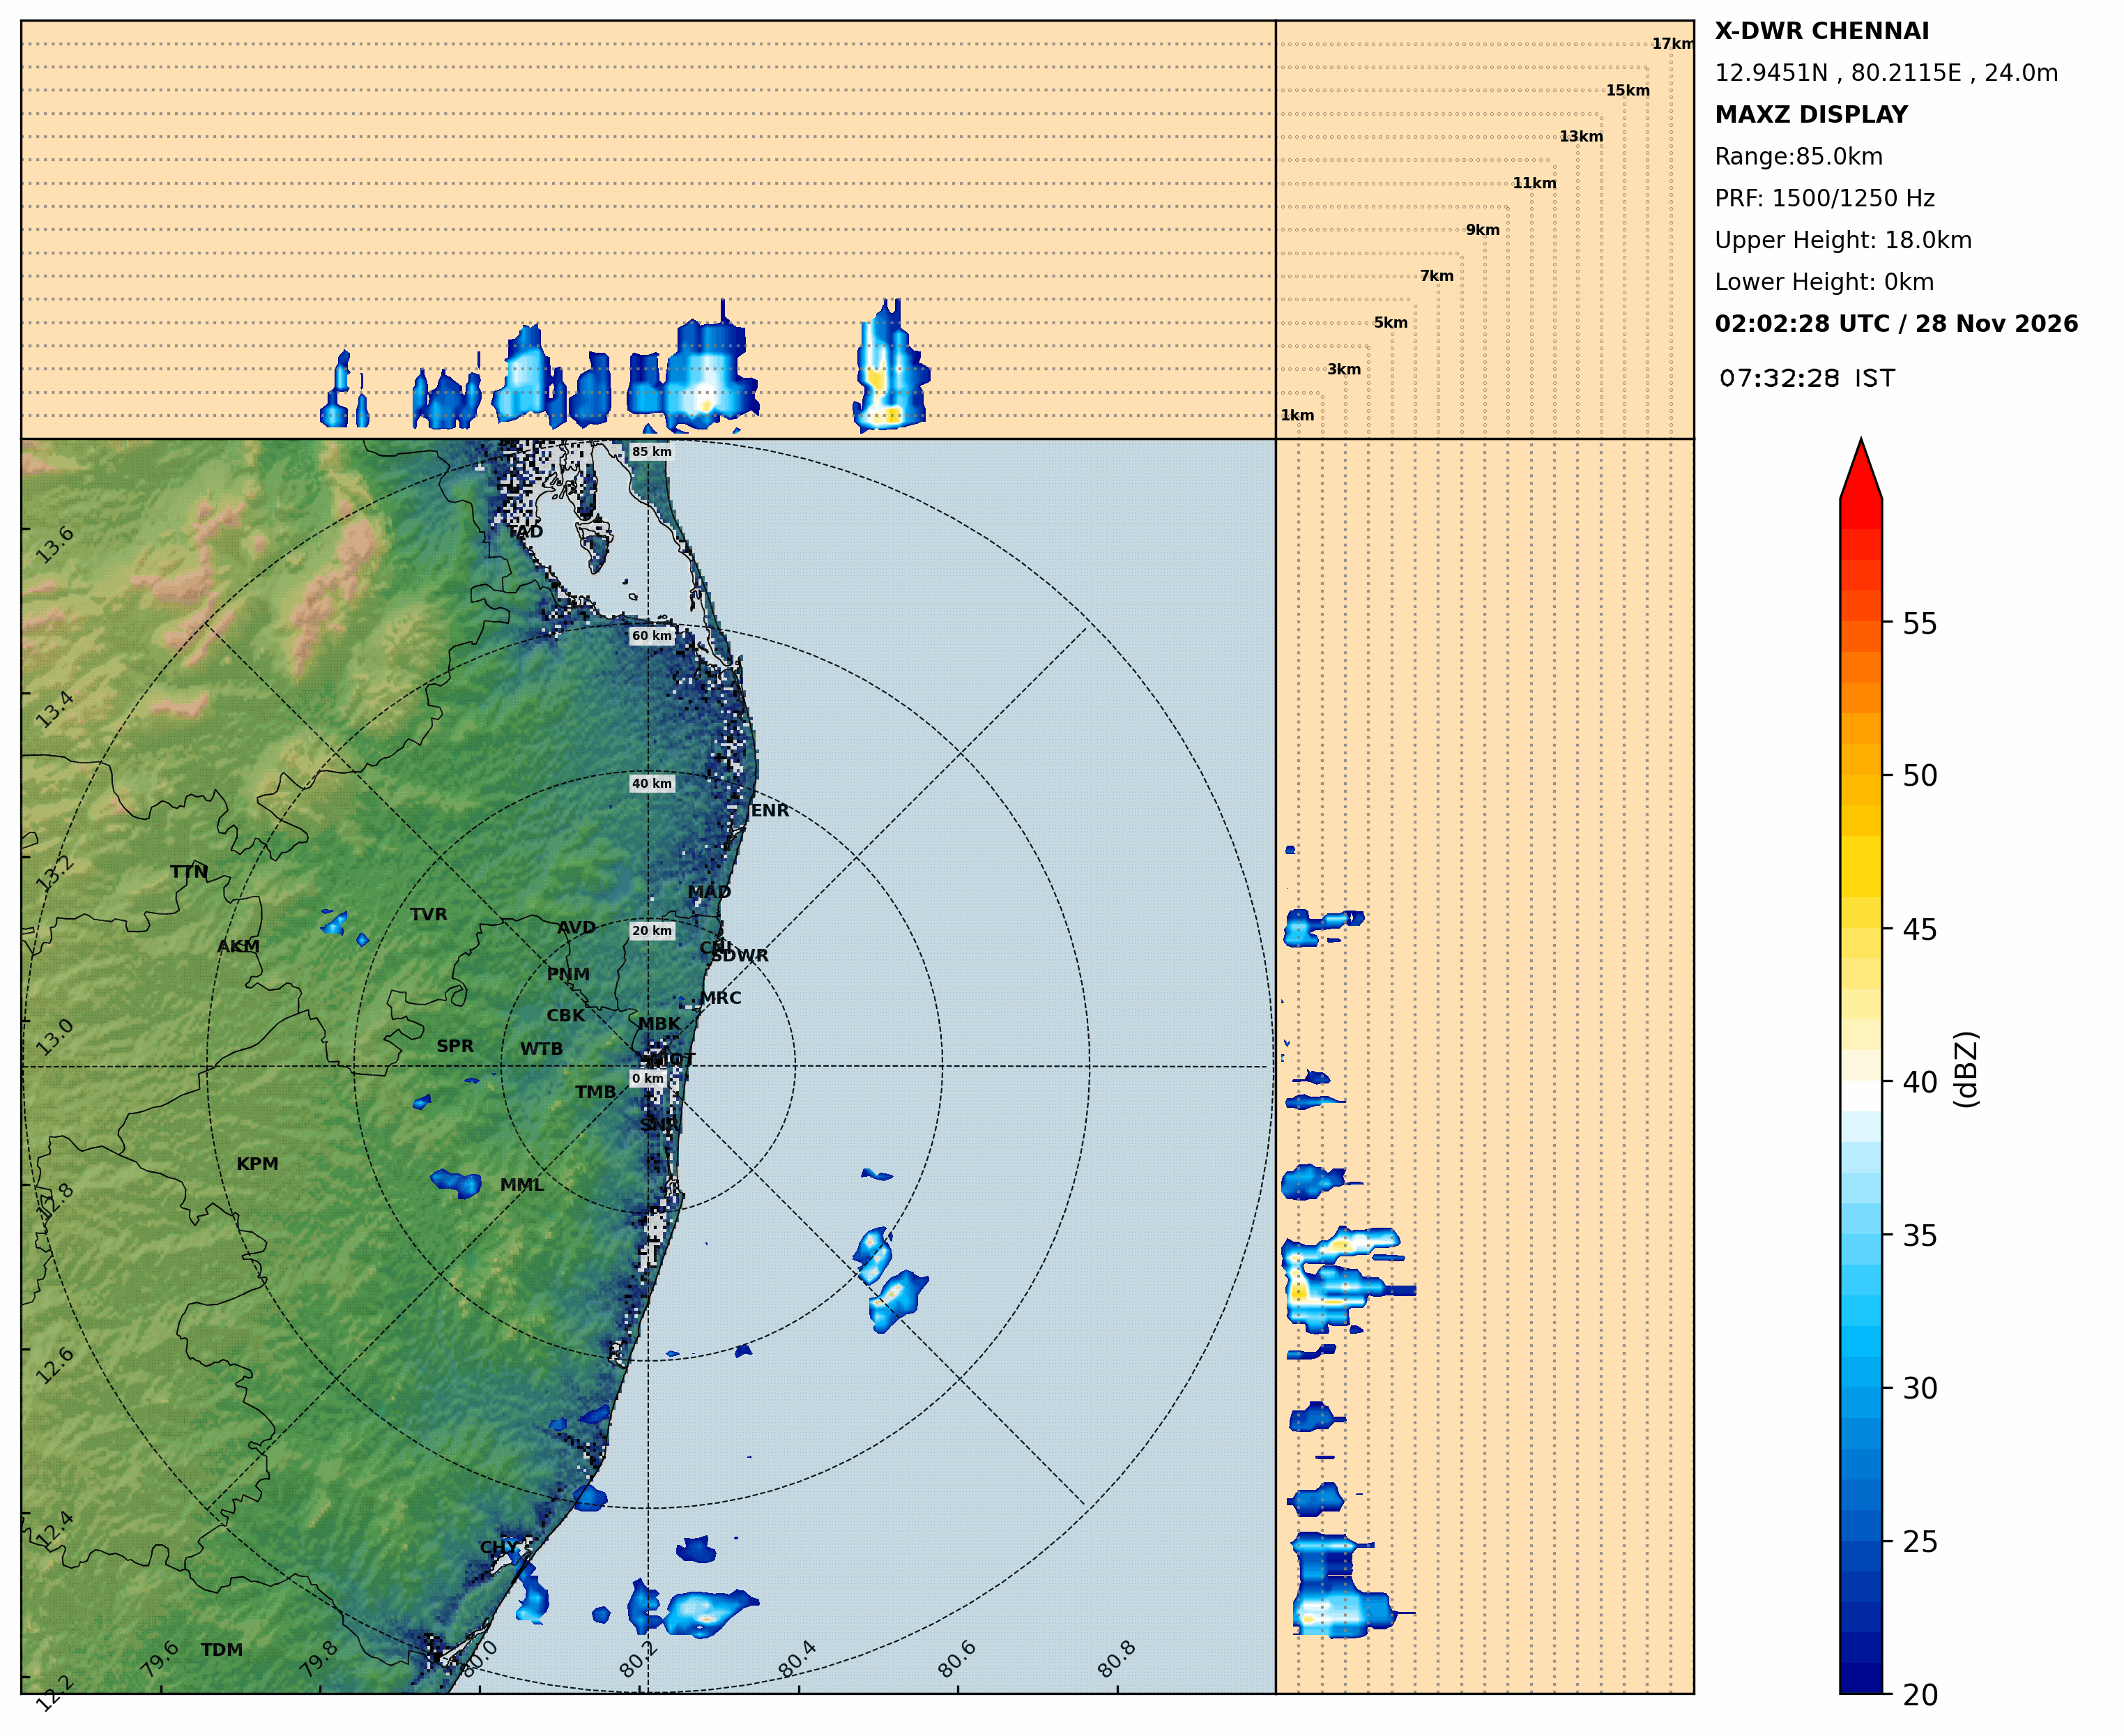 17km
15km
13km
11km
9km
7km
5km
3km
1km
X-DWR CHENNAI
12.9451N , 80.2115E , 24.0m
MAXZ DISPLAY
Range:85.0km
PRF: 1500/1250 Hz
Upper Height: 18.0km
Lower Height: 0km
02:02:28 UTC / 28 Nov 2026
07:32:28 IST
85 km
TAD
13.6
60 km
13.4
40 km
ENR
13.2
TTN
MAD
TVR
AVD
20 km
AKM
SDWR
PNM
MRC
CBK
MBK
13.0
SPR
WTB
0 km
TMB
SNR
KPM
MML
12.8
12.6
12.4
CHY
TDM
12.2
79.6
79.8
80.0
80.2
80.4
80.6
80.8
55
50
45
40
35
30
25
20
(dBZ)